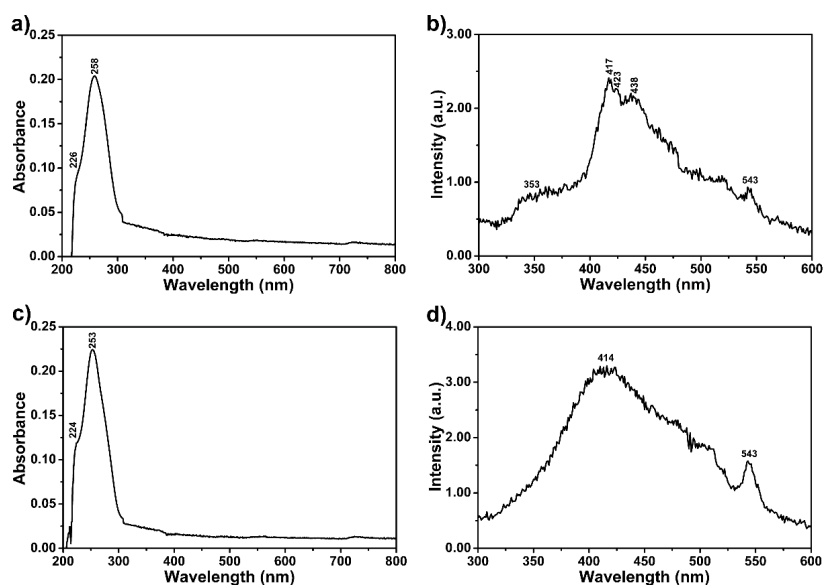 a)
0.25
0.20
0.15
0.10
0.05
0.00
Absorbance
226
258
200 300 400 500 600 700 800
Wavelength (nm)
b)
3.00
2.00
1.00
0.00
Intensity (a.u.)
353
417
423
438
543
300 350 400 450 500 550 600
Wavelength (nm)
c)
0.25
0.20
0.15
0.10
0.05
0.00
Absorbance
224
253
200 300 400 500 600 700 800
Wavelength (nm)
d)
4.00
3.00
2.00
1.00
0.00
Intensity (a.u.)
414
543
300 350 400 450 500 550 600
Wavelength (nm)